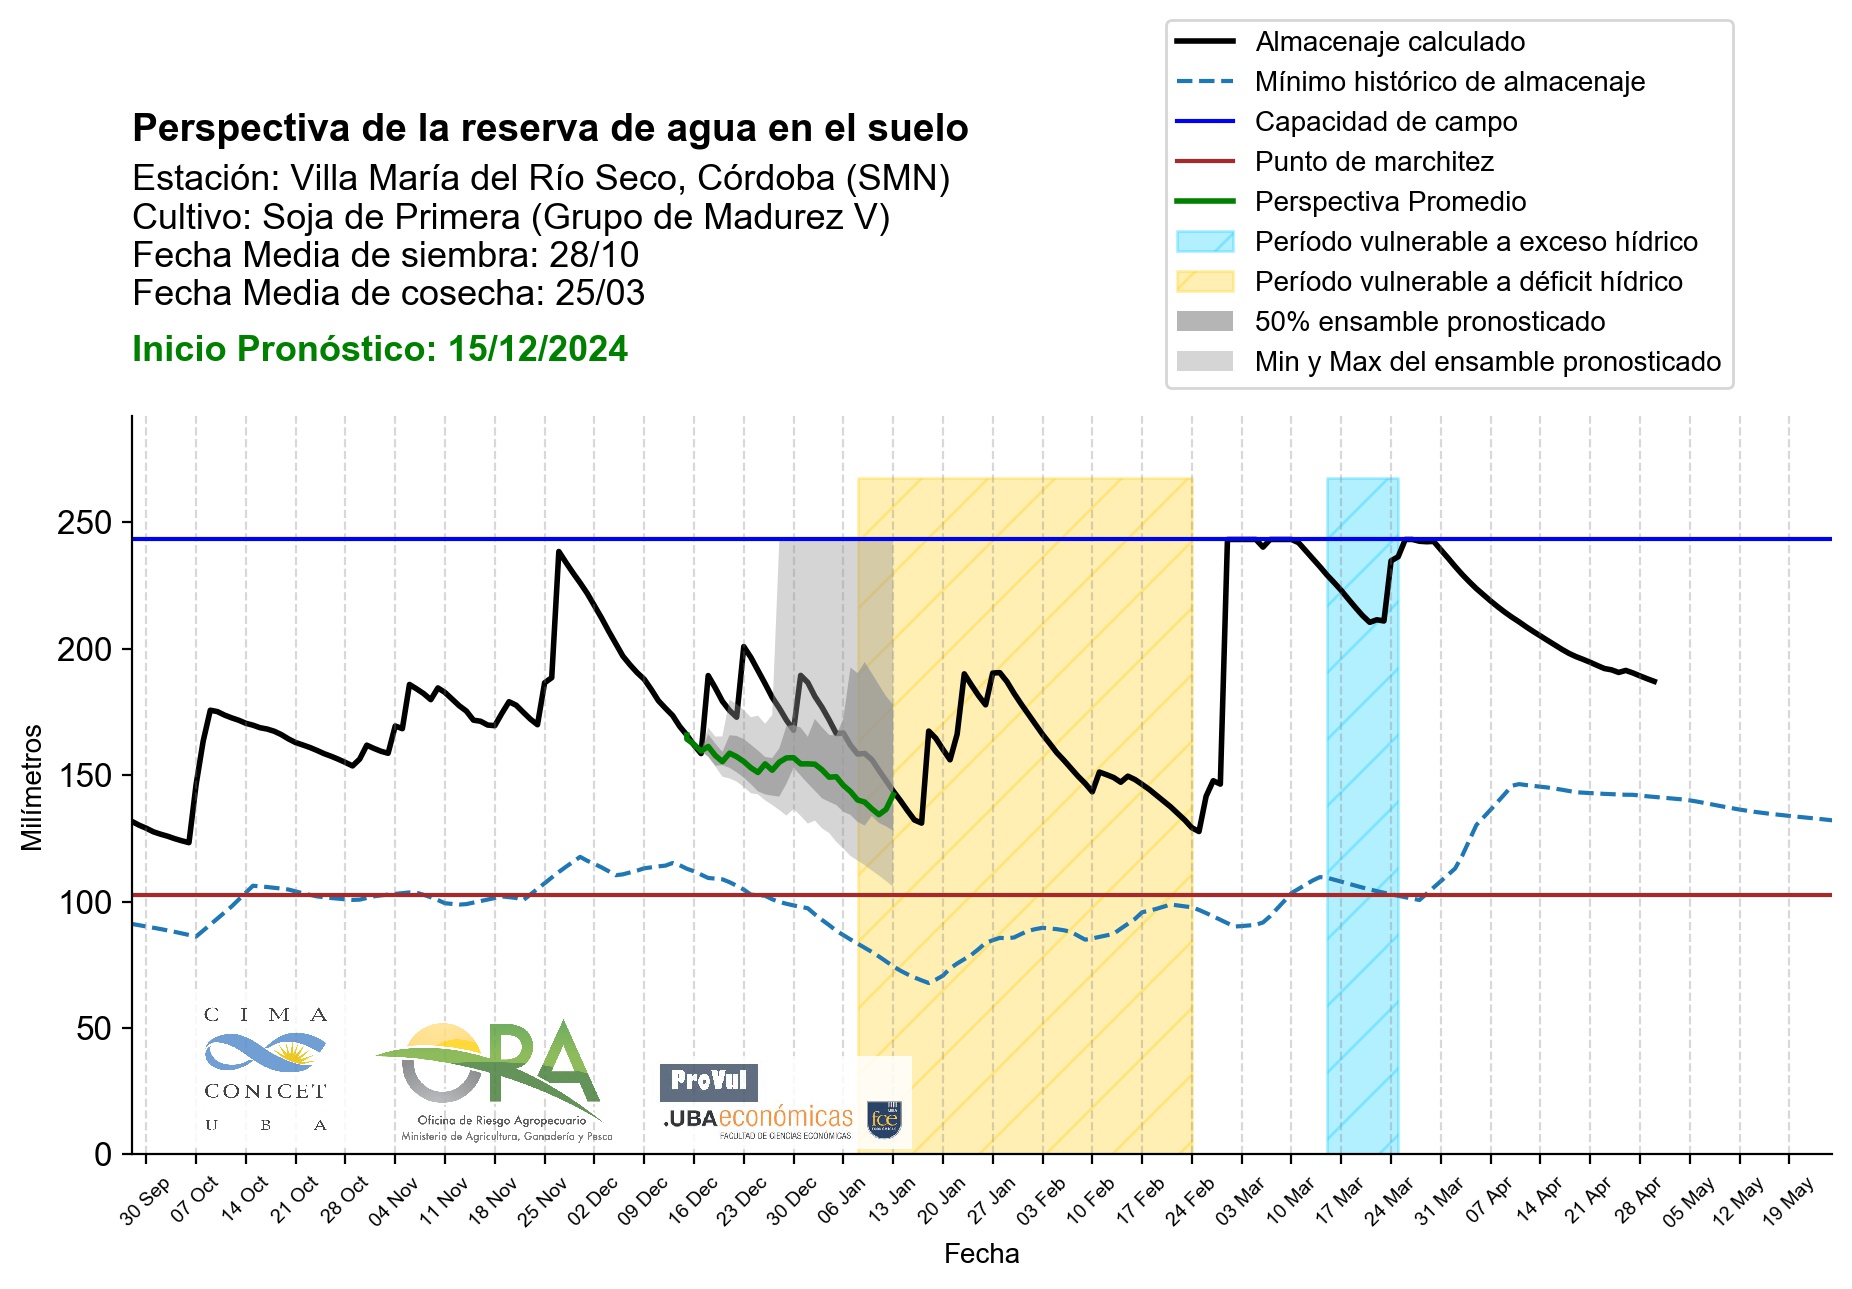 Almacenaje calculado
Mínimo histórico de almacenaje
Capacidad de campo
Punto de marchitez
Perspectiva Promedio
Período vulnerable a exceso hídrico
Período vulnerable a déficit hídrico
50% ensamble pronosticado
Min y Max del ensamble pronosticado
Perspectiva de la reserva de agua en el suelo
Estación: Villa María del Río Seco, Córdoba (SMN)
Cultivo: Soja de Primera (Grupo de Madurez V)
Fecha Media de siembra: 28/10
Fecha Media de cosecha: 25/03
Inicio Pronóstico: 15/12/2024
Milímetros
250
200
150
100
50
0
CIMA
CONICET
UBA
ORA
Oficina de Riesgo Agropecuario
Ministerio de Agricultura, Ganadería y Pesca
ProVul
.UBAeconómicas
FACULTAD DE CIENCIAS ECONÓMICAS
fce
30 Sep
07 Oct
14 Oct
21 Oct
28 Oct
04 Nov
11 Nov
18 Nov
25 Nov
02 Dec
09 Dec
16 Dec
23 Dec
30 Dec
06 Jan
13 Jan
20 Jan
27 Jan
03 Feb
10 Feb
17 Feb
24 Feb
03 Mar
10 Mar
17 Mar
24 Mar
31 Mar
07 Apr
14 Apr
21 Apr
28 Apr
05 May
12 May
19 May
Fecha